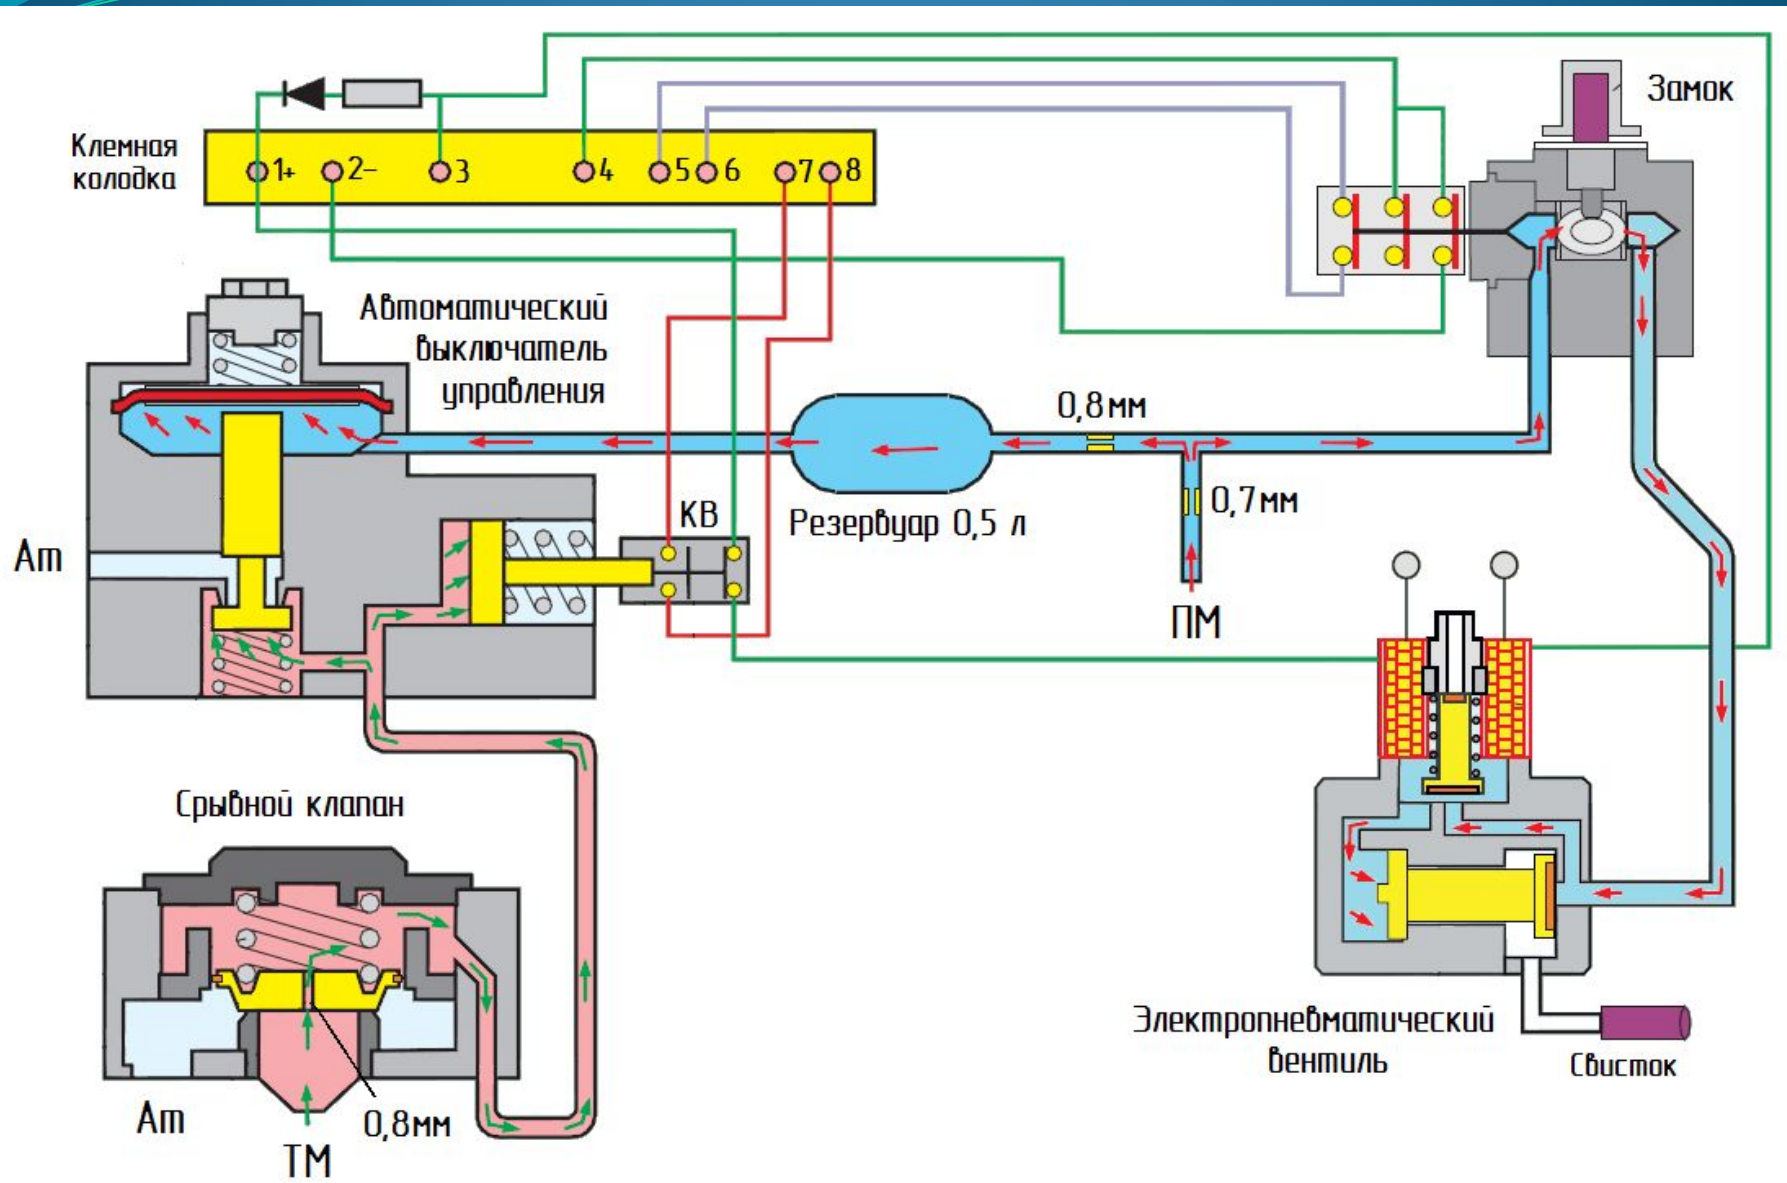 Замок
Клемная
колодка
1+
2–
3
4
5
6
7
8
Автоматический
выключатель
управления
0,8мм
КВ
Резервуар 0,5 л
0,7мм
Ат
ПМ
Срывной клапан
Электропневматический
вентиль
Свисток
Ат
0,8мм
ТМ